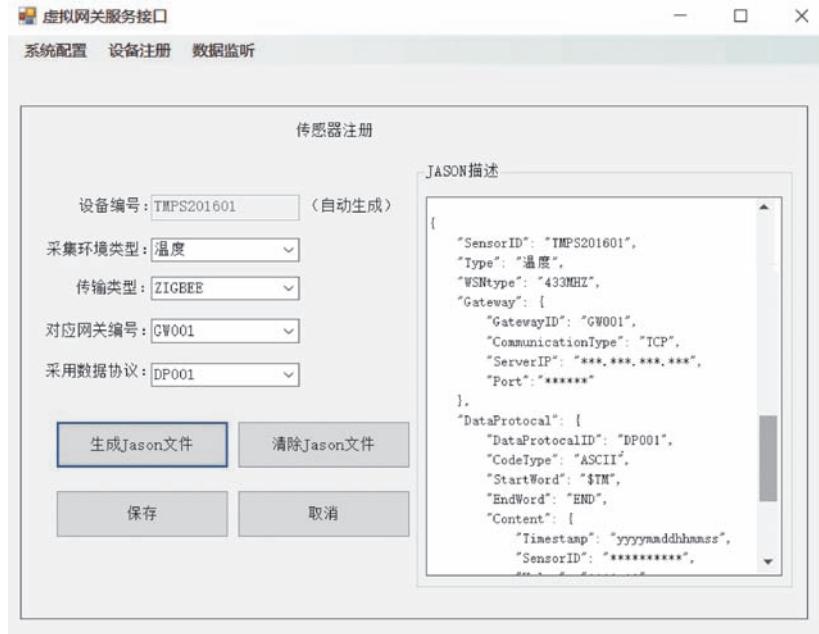 虚拟网关服务接口
系统配置 设备注册 数据监听
传感器注册
设备编号: TMPS201601 (自动生成)
采集环境类型: 温度
传输类型: ZIGBEE
对应网关编号: GW001
采用数据协议: DP001
生成Jason文件 清除Jason文件
保存 取消
JASON描述
{
"SensorID": "TMPS201601",
"Type": "温度",
"WSNtype": "433MHZ",
"Gateway": {
"GatewayID": "GW001",
"CommunicationType": "TCP",
"ServerIP": "***.***.***.***",
"Port":"******"
},
"DataProtocal": {
"DataProtocalID": "DP001",
"CodeType": "ASCII",
"StartWord": "$TM",
"EndWord": "END",
"Content": {
"Timestamp": "yyyymmddhhmmss",
"SensorID": "**********",